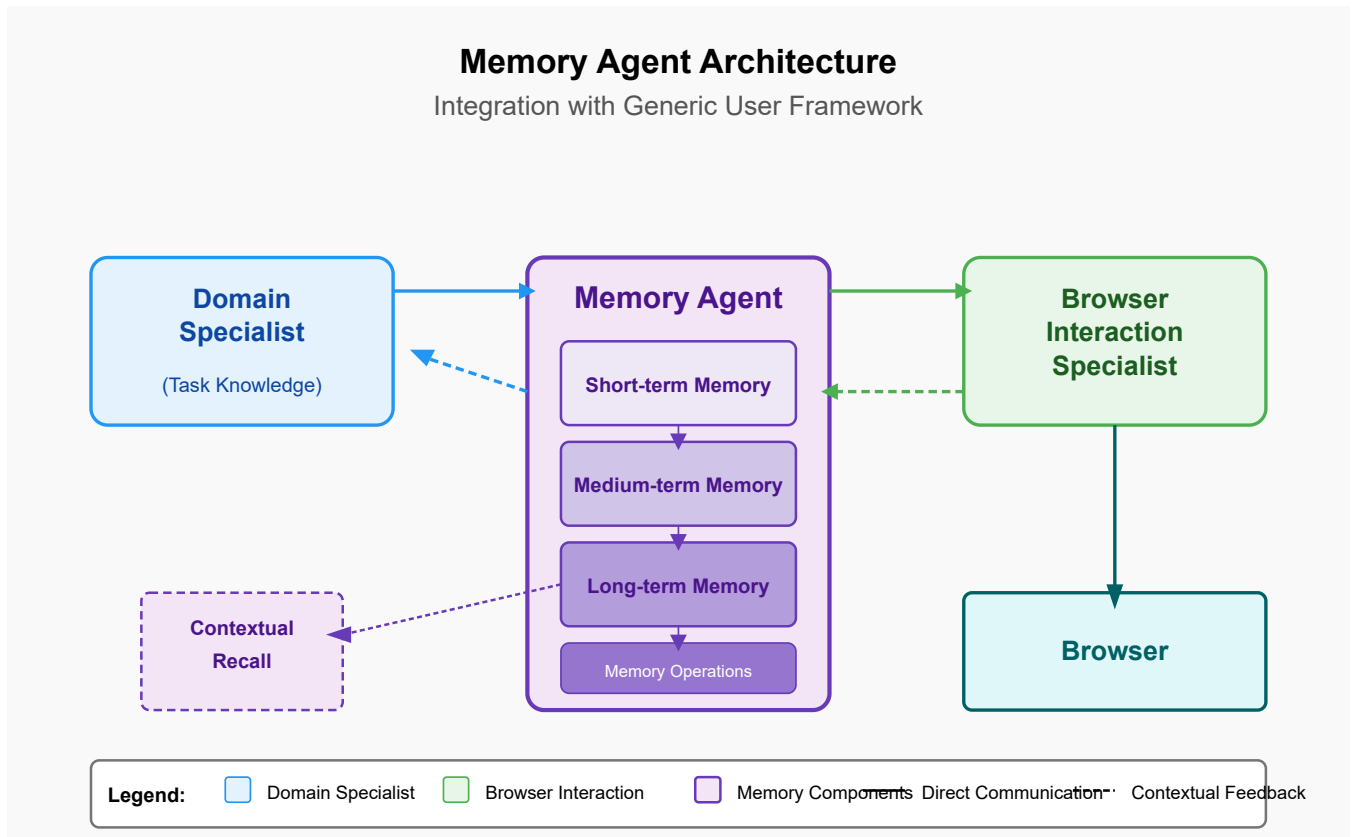 Memory Agent Architecture
Integration with Generic User Framework
Domain
Specialist
(Task Knowledge)
Memory Agent
Short-term Memory
Medium-term Memory
Long-term Memory
Memory Operations
Browser
Interaction
Specialist
Contextual
Recall
Browser
Legend: Domain Specialist Browser Interaction Memory Components Direct Communication Contextual Feedback